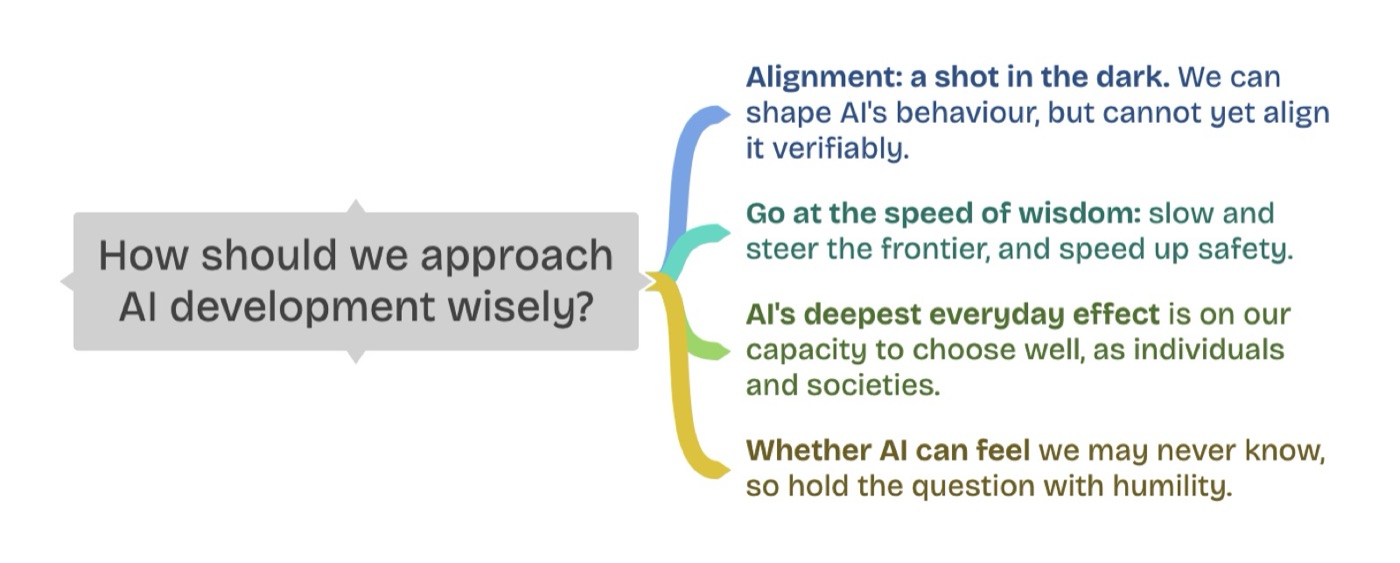 How should we approach
AI development wisely?
Alignment: a shot in the dark. We can
shape AI's behaviour, but cannot yet align
it verifiably.
Go at the speed of wisdom: slow and
steer the frontier, and speed up safety.
AI's deepest everyday effect is on our
capacity to choose well, as individuals
and societies.
Whether AI can feel we may never know,
so hold the question with humility.